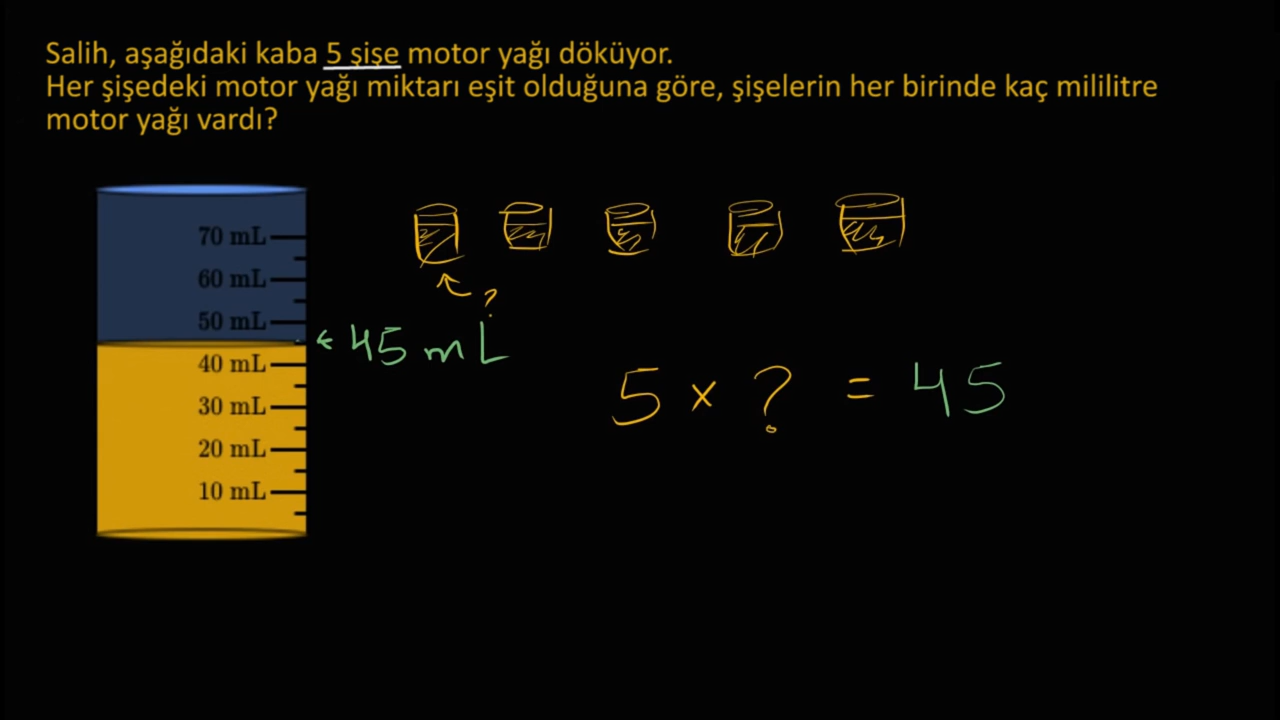 Salih, aşağıdaki kaba 5 şişe motor yağı döküyor.
Her şişedeki motor yağı miktarı eşit olduğuna göre, şişelerin her birinde kaç mililitre
motor yağı vardı?
70 mL
60 mL
50 mL
40 mL
30 mL
20 mL
10 mL
?
45 mL
5 × ? = 45